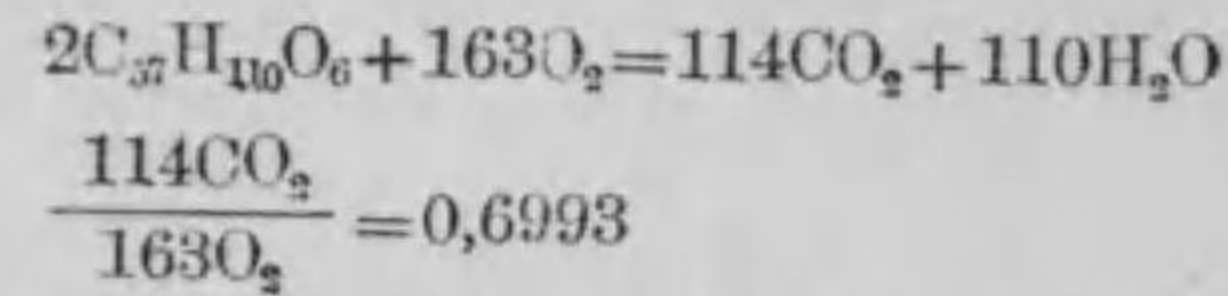 2C₅₇H₁₁₀O₆+163O₂=114CO₂+110H₂O
114CO₂
163O₂
=0,6993